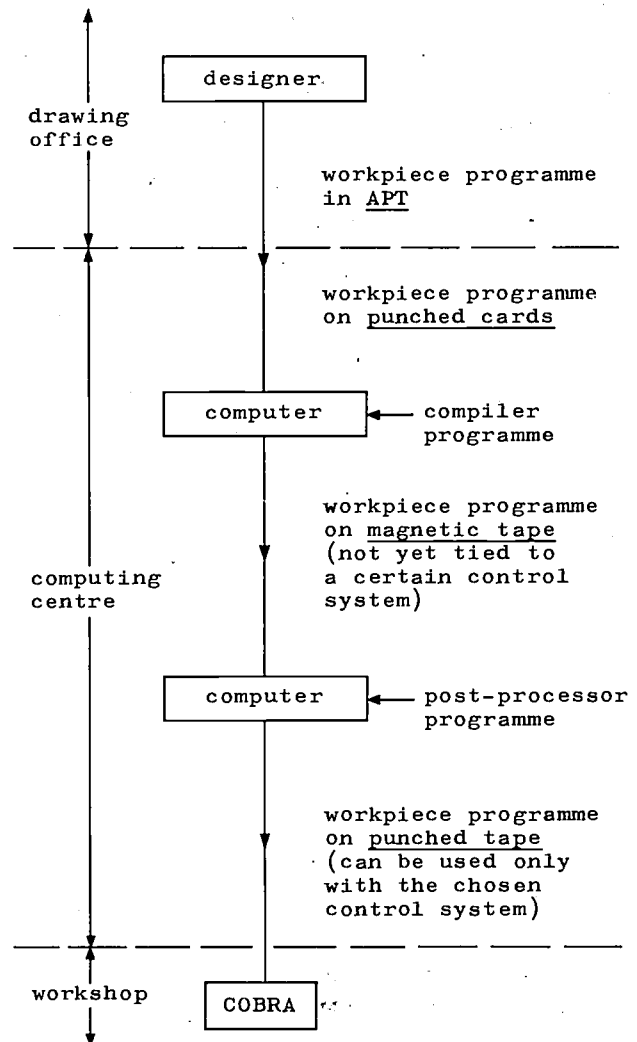 designer
drawing
office
workpiece programme
in APT
workpiece programme
on punched cards
computer
compiler
programme
workpiece programme
on magnetic tape
(not yet tied to
a certain control
system)
computing
centre
computer
post-processor
programme
workpiece programme
on punched tape
(can be used only
with the chosen
control system)
workshop
COBRA